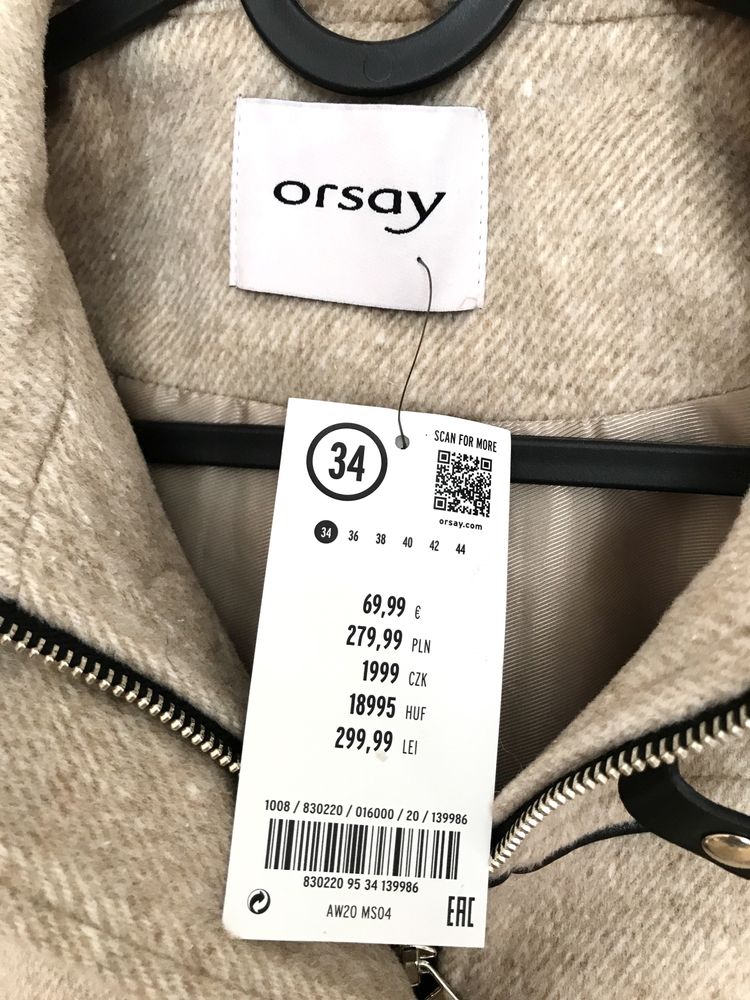 orsay
34
SCAN FOR MORE
orsay.com
34 36 38 40 42 44
69,99 €
279,99 PLN
1999 CZK
18995 HUF
299,99 LEI
1008 / 830220 / 016000 / 20 / 139986
830220 95 34 139986
AW20 MS04
EAC